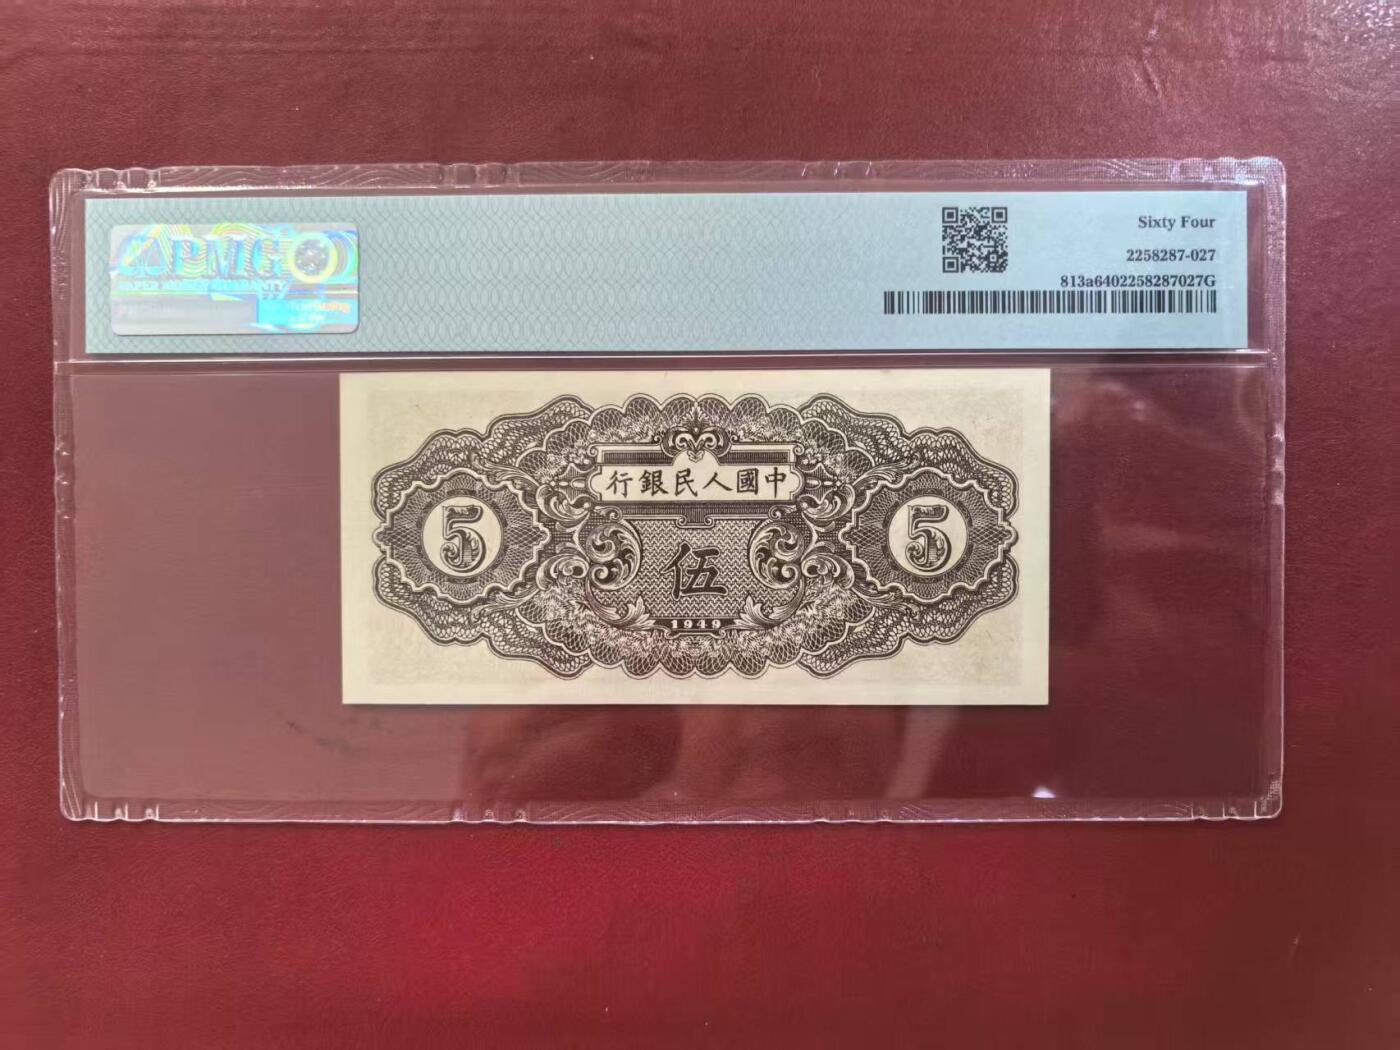 PMG
PAPER MONEY GUARANTY
Sixty Four
2258287-027
813a6402258287027G
行銀民人國中
5
5
伍
1949